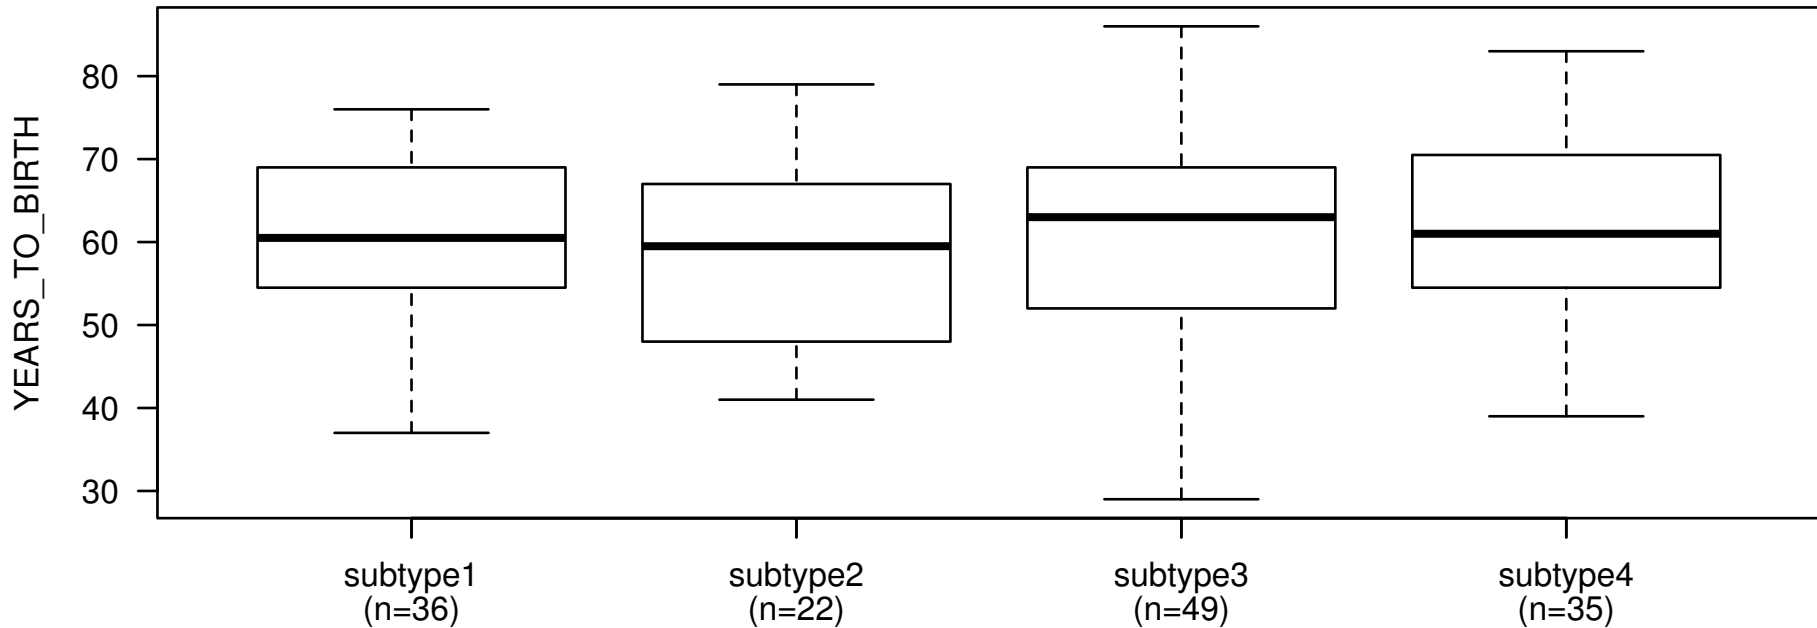 YEARS_TO_BIRTH
80
70
60
50
40
30
subtype1
(n=36)
subtype2
(n=22)
subtype3
(n=49)
subtype4
(n=35)